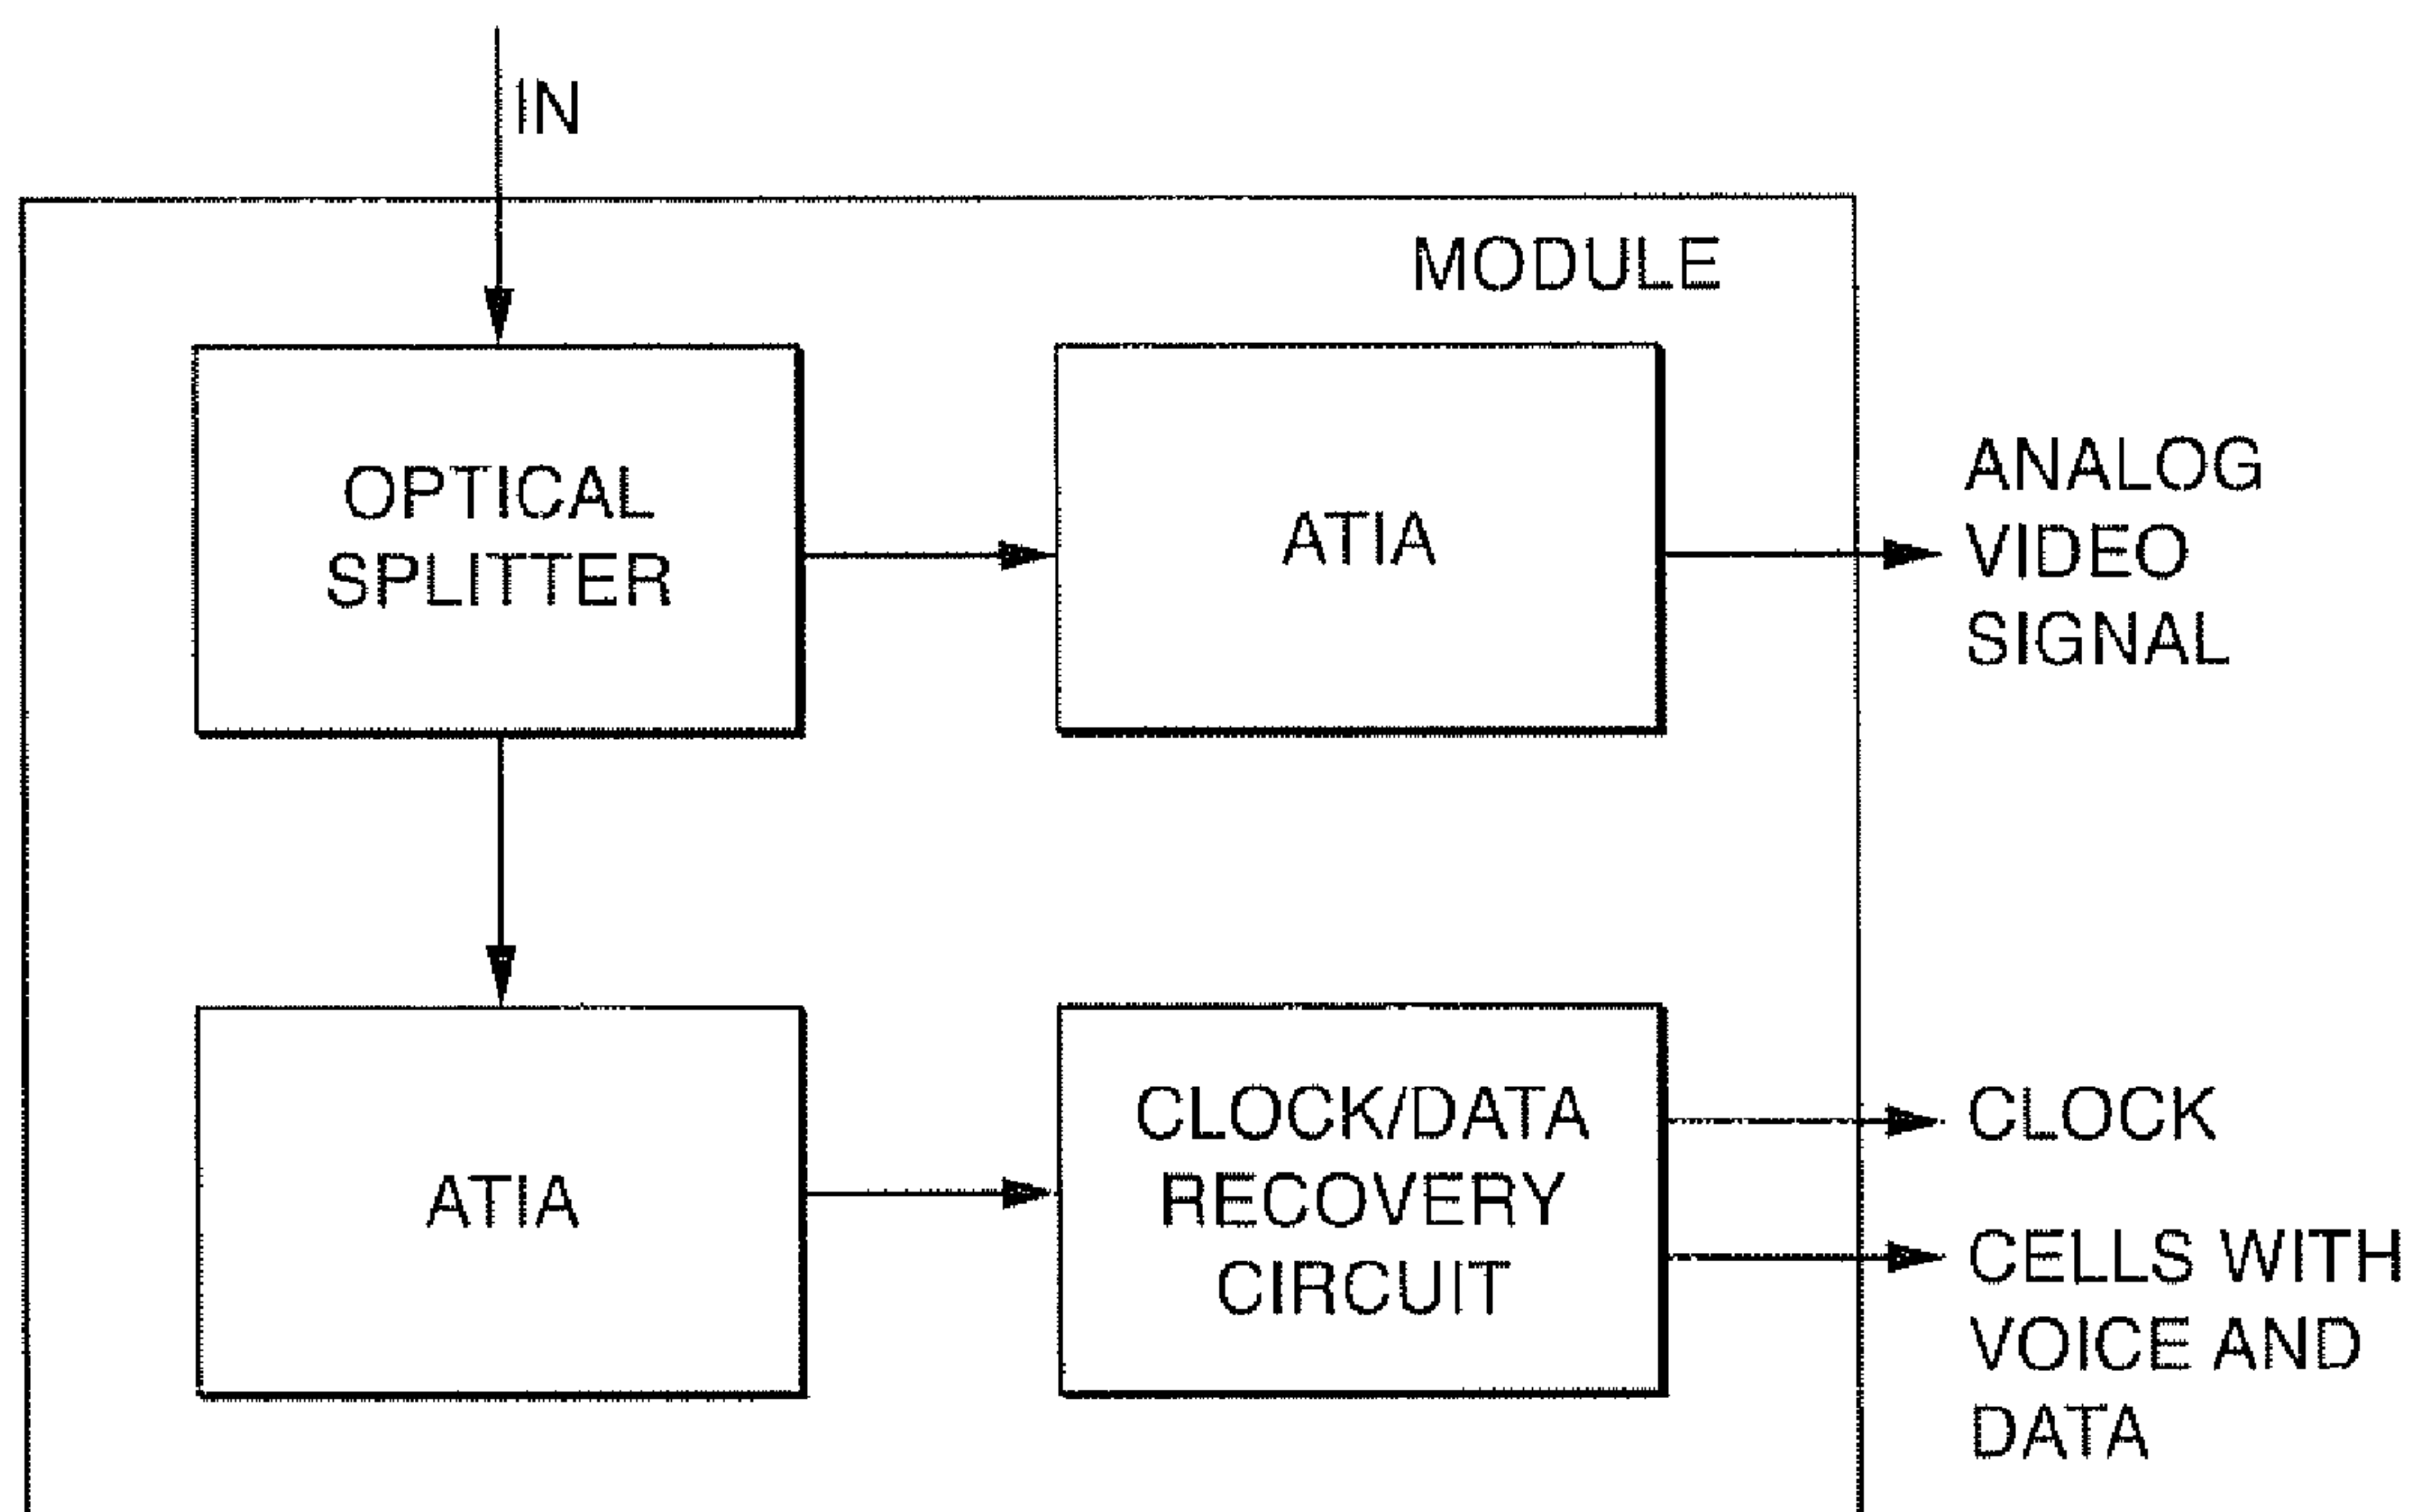 IN
MODULE
OPTICAL
SPLITTER
ATIA
ANALOG
VIDEO
SIGNAL
ATIA
CLOCK/DATA
RECOVERY
CIRCUIT
CLOCK
CELLS WITH
VOICE AND
DATA